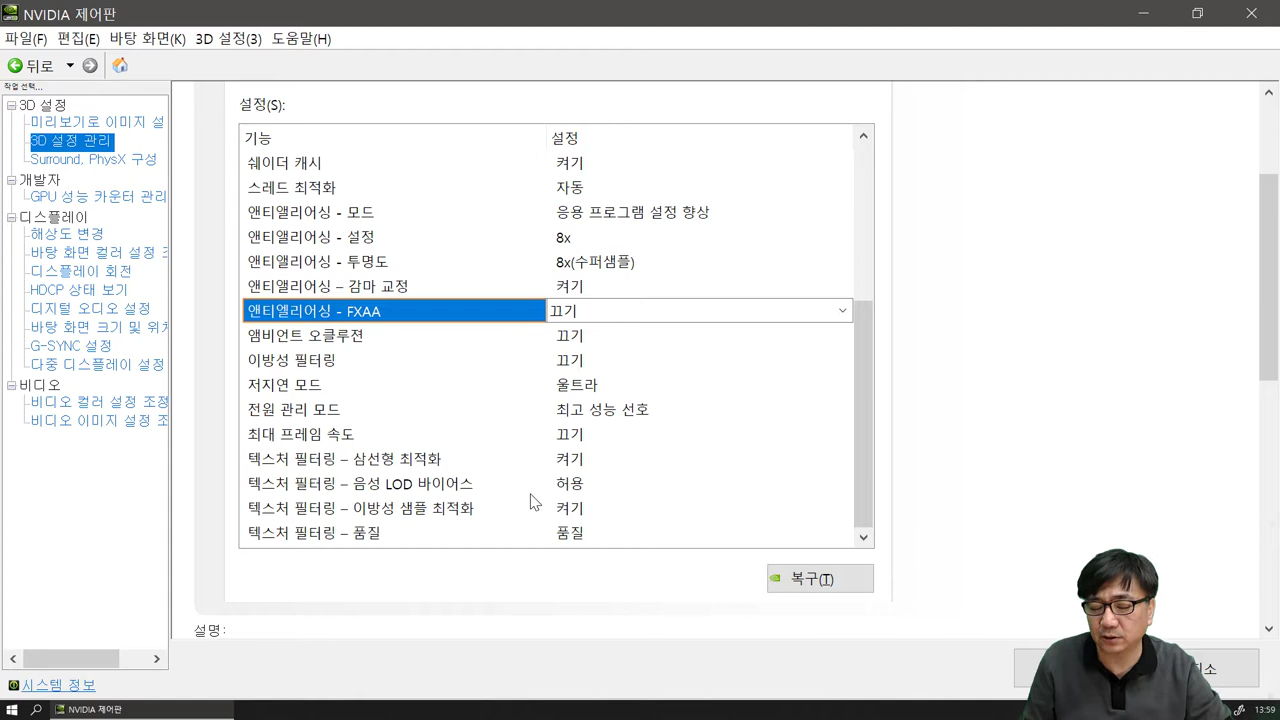 NVIDIA 제어판
파일(F) 편집(E) 바탕 화면(K) 3D 설정(3) 도움말(H)
뒤로
작업 선택...
3D 설정
미리보기로 이미지 설
3D 설정 관리
Surround, PhysX 구성
개발자
GPU 성능 카운터 관리
디스플레이
해상도 변경
바탕 화면 컬러 설정 조
디스플레이 회전
HDCP 상태 보기
디지털 오디오 설정
바탕 화면 크기 및 위치
G-SYNC 설정
다중 디스플레이 설정
비디오
비디오 컬러 설정 조정
비디오 이미지 설정 조
시스템 정보
설정(S):
기능 설정
쉐이더 캐시 켜기
스레드 최적화 자동
앤티앨리어싱 - 모드 응용 프로그램 설정 향상
앤티앨리어싱 - 설정 8x
앤티앨리어싱 - 투명도 8x(수퍼샘플)
앤티앨리어싱 – 감마 교정 켜기
앤티엘리어싱 - FXAA 끄기
앰비언트 오클루젼 끄기
이방성 필터링 끄기
저지연 모드 울트라
전원 관리 모드 최고 성능 선호
최대 프레임 속도 끄기
텍스처 필터링 – 삼선형 최적화 켜기
텍스처 필터링 – 음성 LOD 바이어스 허용
텍스처 필터링 – 이방성 샘플 최적화 켜기
텍스처 필터링 – 품질 품질
복구(T)
설명:
소
NVIDIA 제어판
13:59